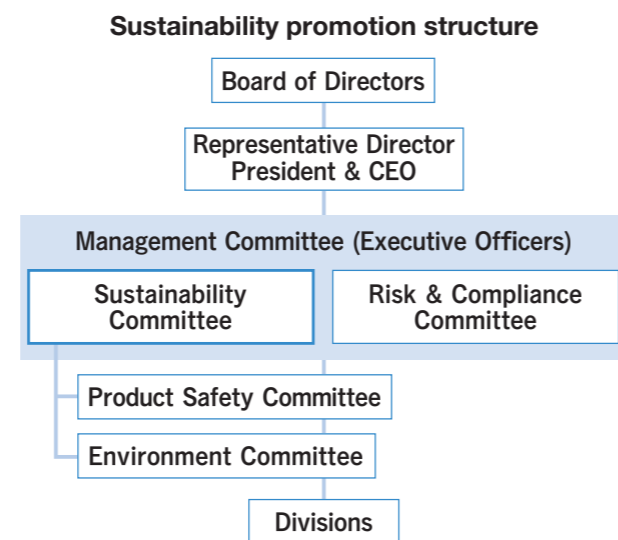 Sustainability promotion structure
Board of Directors
Representative Director
President & CEO
Management Committee (Executive Officers)
Sustainability
Committee
Risk & Compliance
Committee
Product Safety Committee
Environment Committee
Divisions